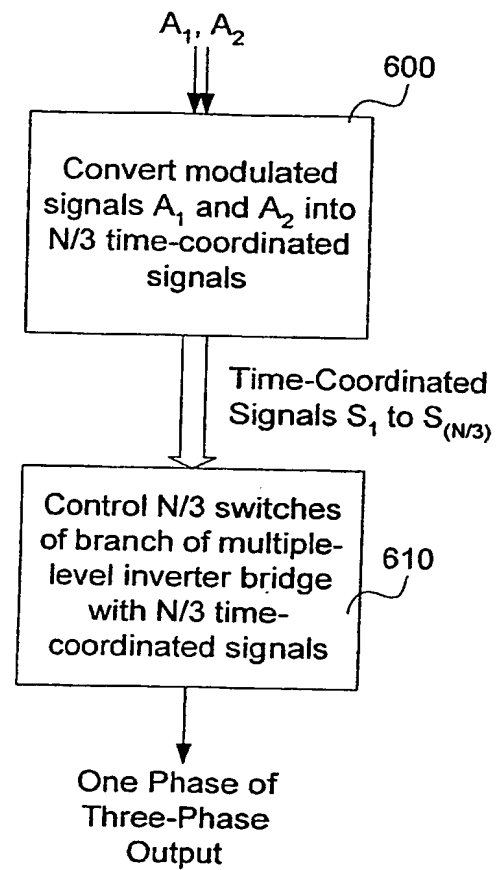 A₁, A₂
600
Convert modulated
signals A₁ and A₂ into
N/3 time-coordinated
signals
Time-Coordinated
Signals S₁ to S₍N/3₎
Control N/3 switches
of branch of multiple-
level inverter bridge
with N/3 time-
coordinated signals
610
One Phase of
Three-Phase
Output